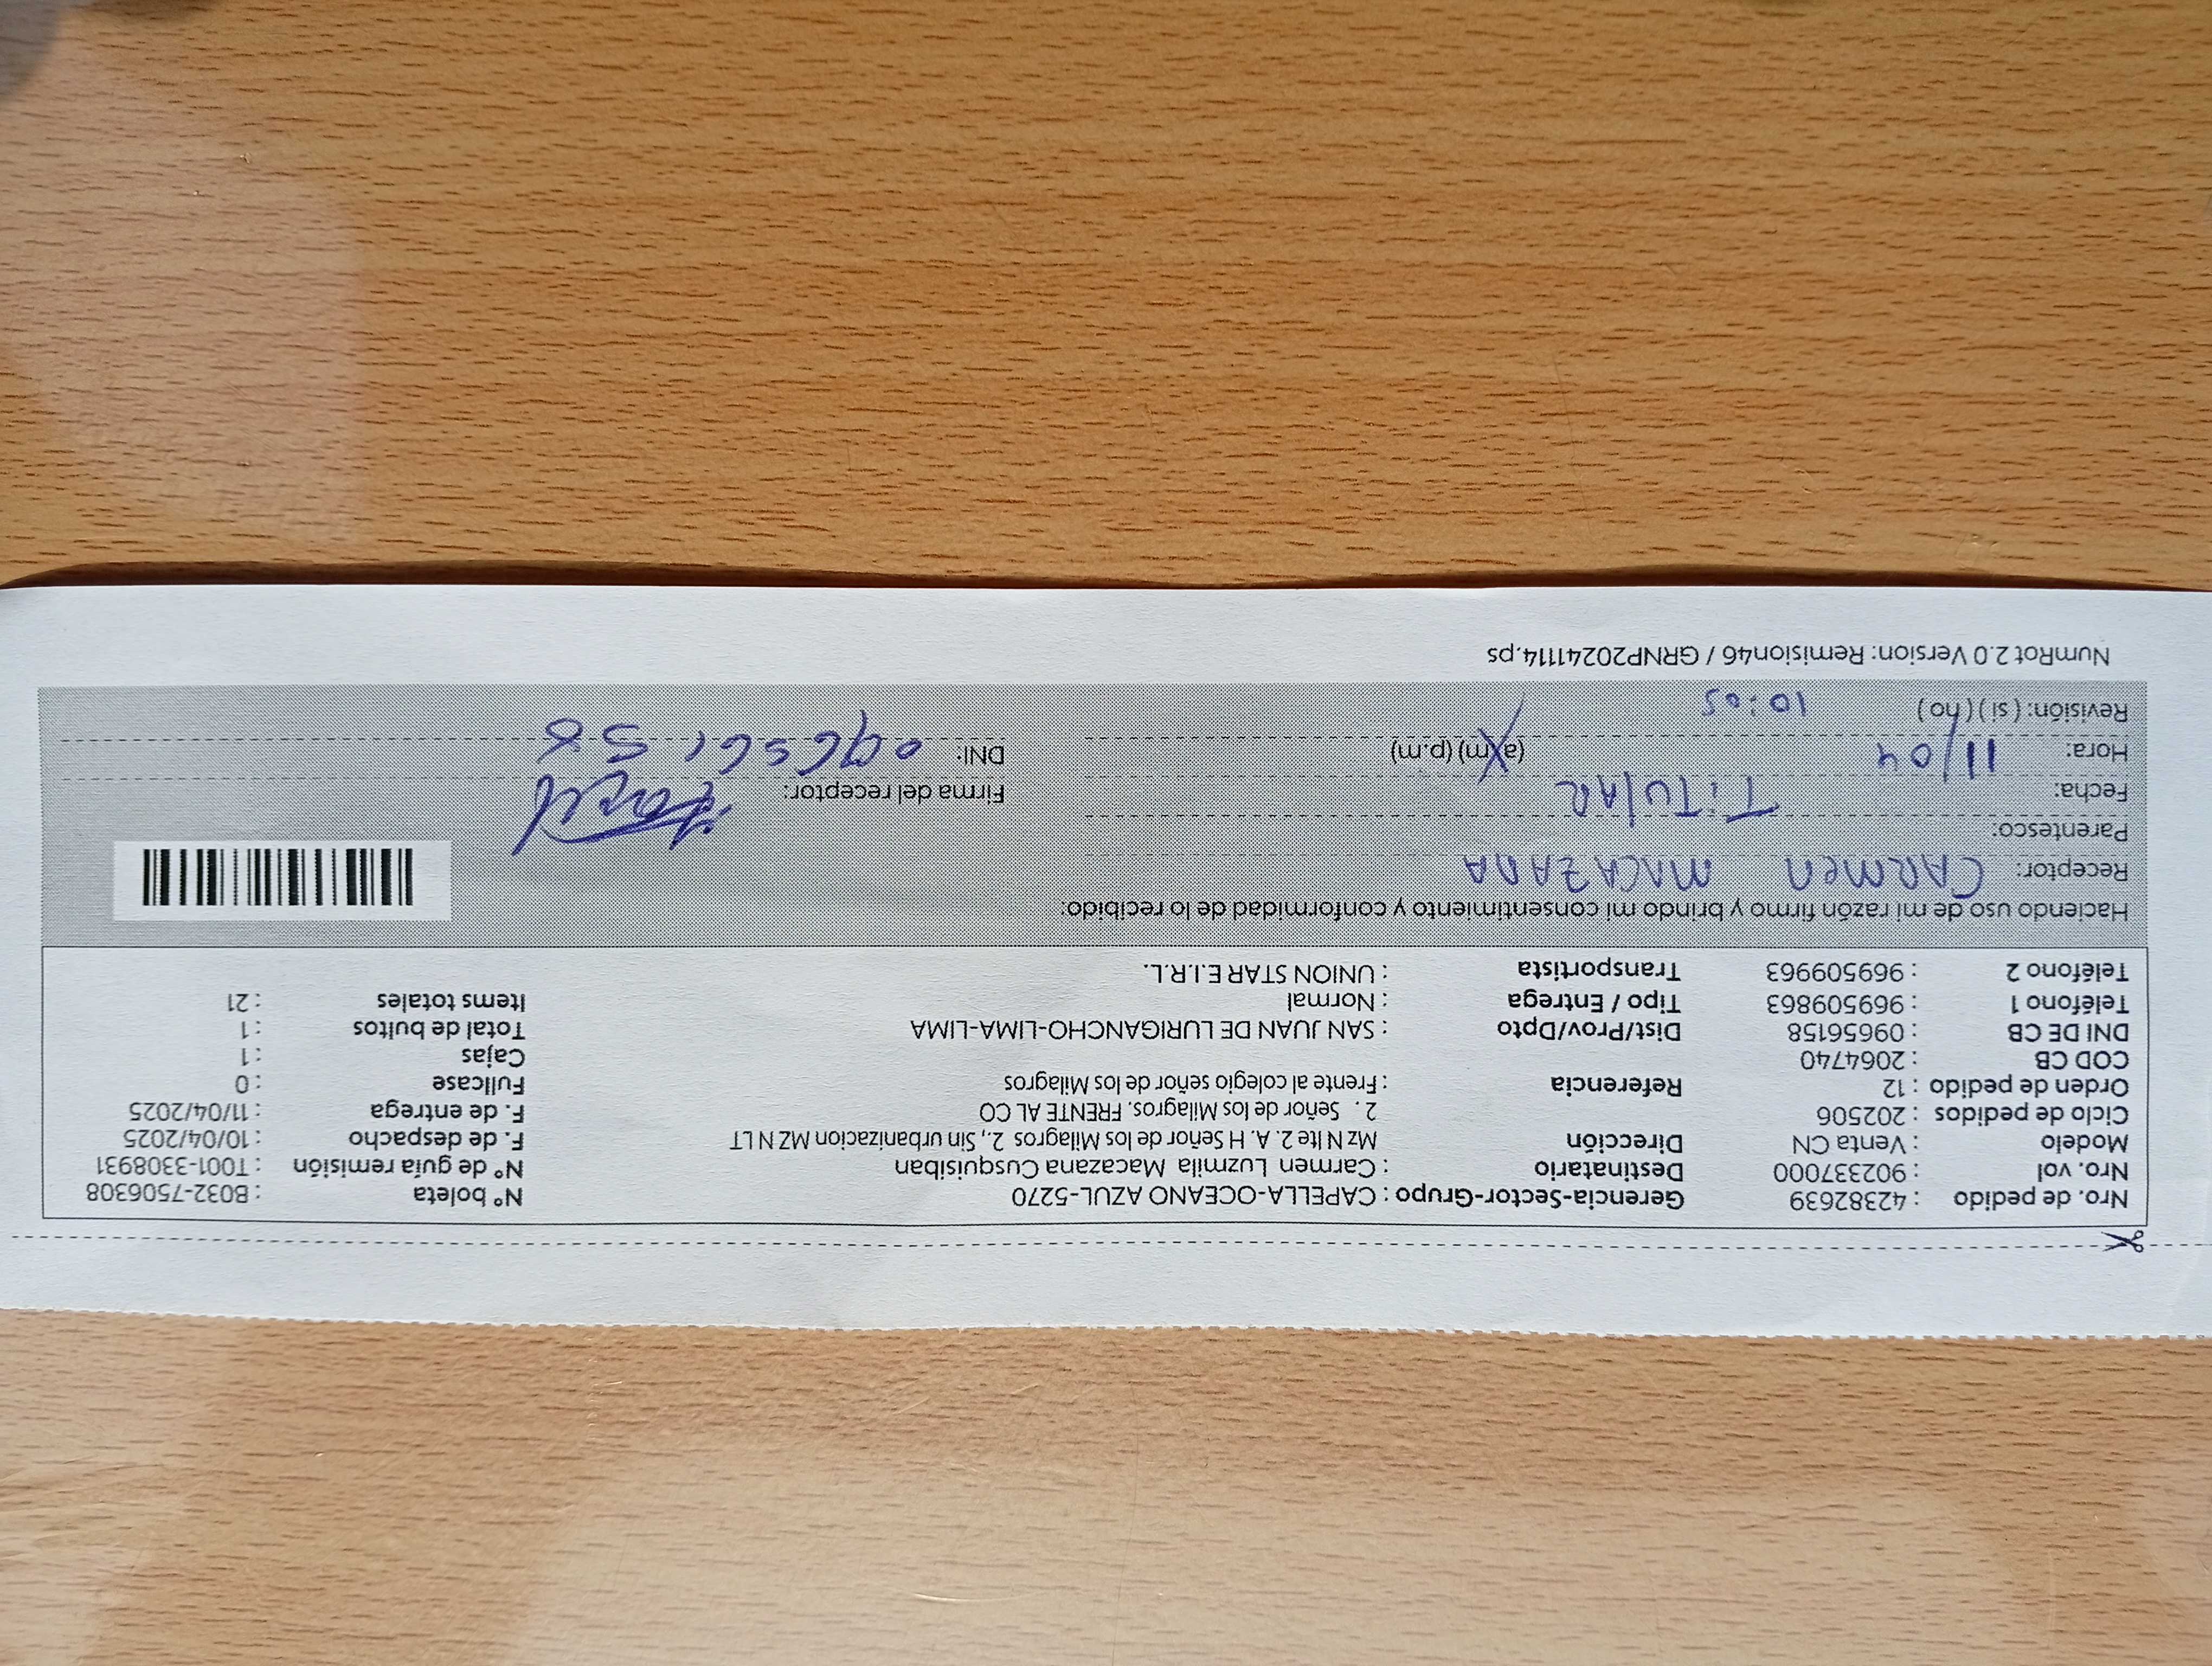 Nro. de pedido : 42382639 Gerencia-Sector-Grupo : CAPELLA-OCEANO AZUL-5270 N° boleta : B032-7506308
Nro. vol : 902337000 Destinatario : Carmen Luzmila Macazana Cusquisiban N° de guía remisión : T001-3308931
Modelo : Venta CN Dirección Mz N lte 2. A. H Señor de los Milagros 2., Sin urbanizacion MZ N LT F. de despacho : 10/04/2025
Ciclo de pedidos : 202506 2 . Señor de los Milagros. FRENTE AL CO F. de entrega : 11/04/2025
Orden de pedido : 12 Referencia : Frente al colegio señor de los Milagros Fullcase : 0
COD CB : 2064740 Cajas : 1
DNI DE CB : 09656158 Dist/Prov/Dpto : SAN JUAN DE LURIGANCHO-LIMA-LIMA Total de bultos : 1
Teléfono 1 : 969509863 Tipo / Entrega : Normal Items totales : 21
Teléfono 2 : 969509963 Transportista : UNION STAR E.I.R.L.
Haciendo uso de mi razón firmo y brindo mi consentimiento y conformidad de lo recibido:
Receptor: CARMEN MACAZANA
Parentesco: TITULAR
Fecha: Firma del receptor:
Hora: 11/04 (a.m) (p.m) DNI: 09656158
Revisión: ( si ) ( no ) 10:05
NumRot 2.0 Version: Remision46 / GRNP20241114.ps